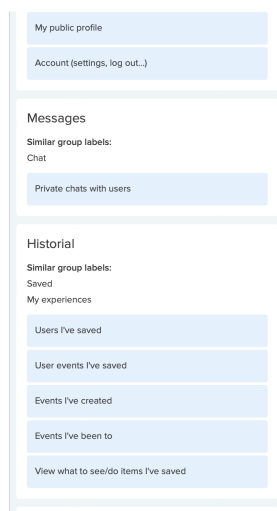 My public profile
Account (settings, log out...)
Messages
Similar group labels:
Chat
Private chats with users
Historial
Similar group labels:
Saved
My experiences
Users I've saved
User events I've saved
Events I've created
Events I've been to
View what to see/do items I've saved